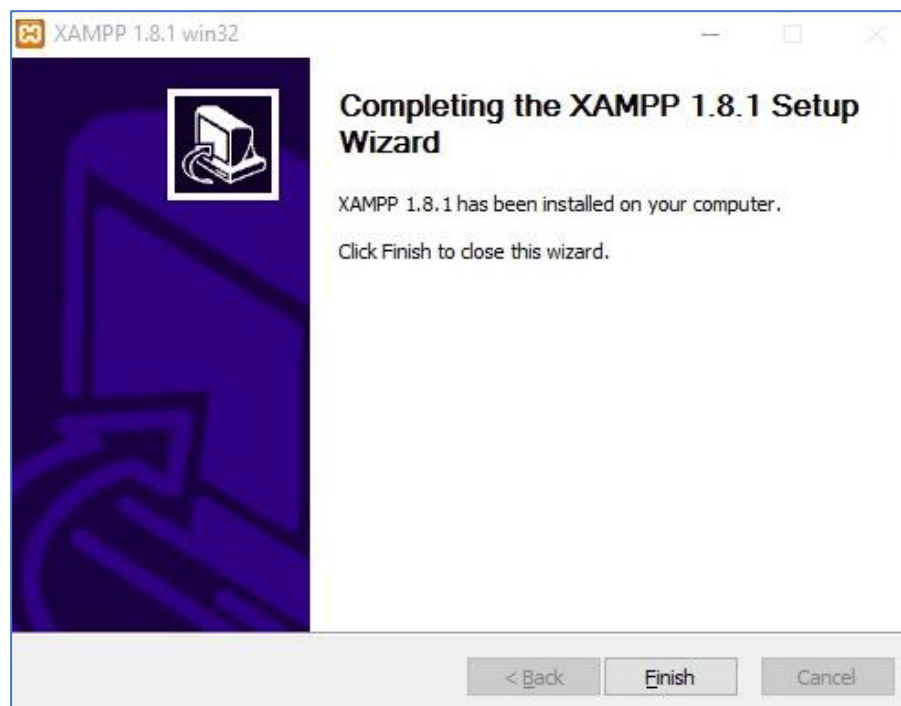 XAMPP 1.8.1 win32
Completing the XAMPP 1.8.1 Setup
Wizard
XAMPP 1.8.1 has been installed on your computer.
Click Finish to close this wizard.
< Back
Finish
Cancel